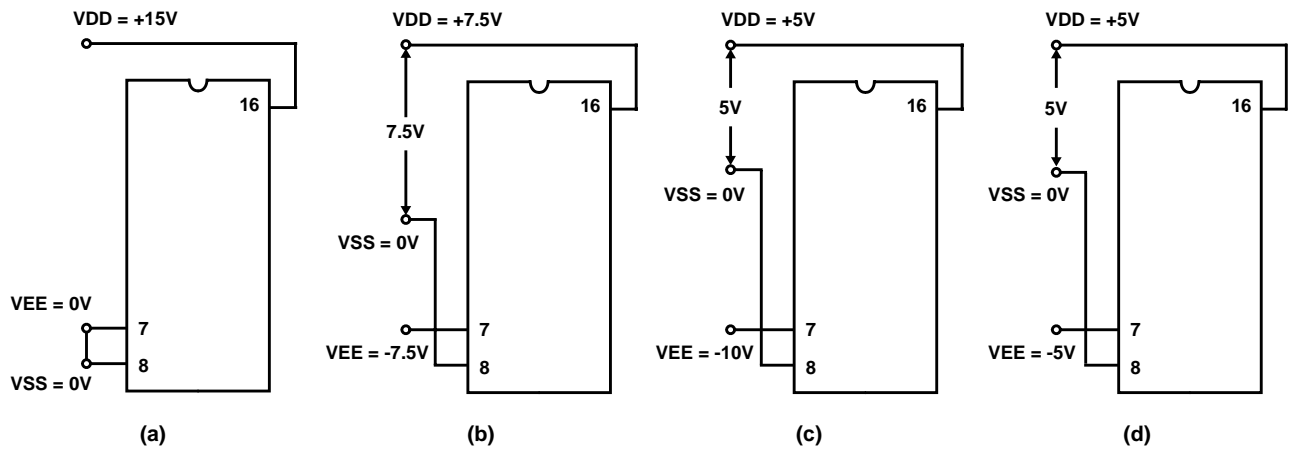 VDD = +15V
16
VEE = 0V
7
8
VSS = 0V
(a)
VDD = +7.5V
16
7.5V
VSS = 0V
7
VEE = -7.5V
8
(b)
VDD = +5V
16
5V
VSS = 0V
7
VEE = -10V
8
(c)
VDD = +5V
16
5V
VSS = 0V
7
VEE = -5V
8
(d)